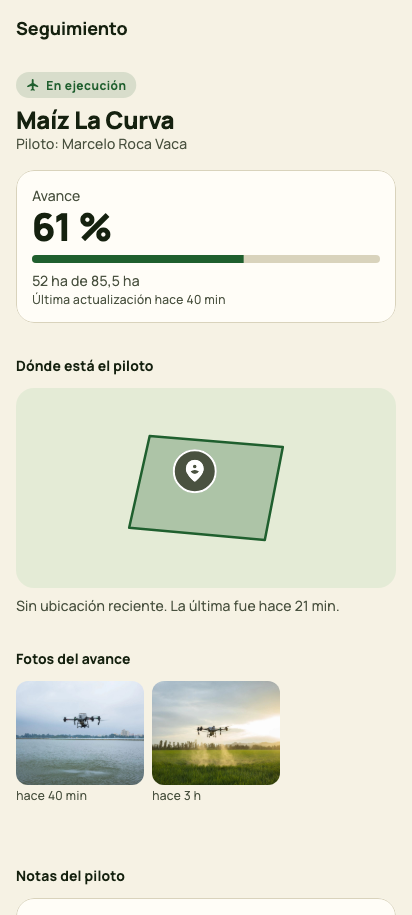 Seguimiento
En ejecución
Maíz La Curva
Piloto: Marcelo Roca Vaca
Avance
61 %
52 ha de 85,5 ha
Última actualización hace 40 min
Dónde está el piloto
Sin ubicación reciente. La última fue hace 21 min.
Fotos del avance
hace 40 min
hace 3 h
Notas del piloto